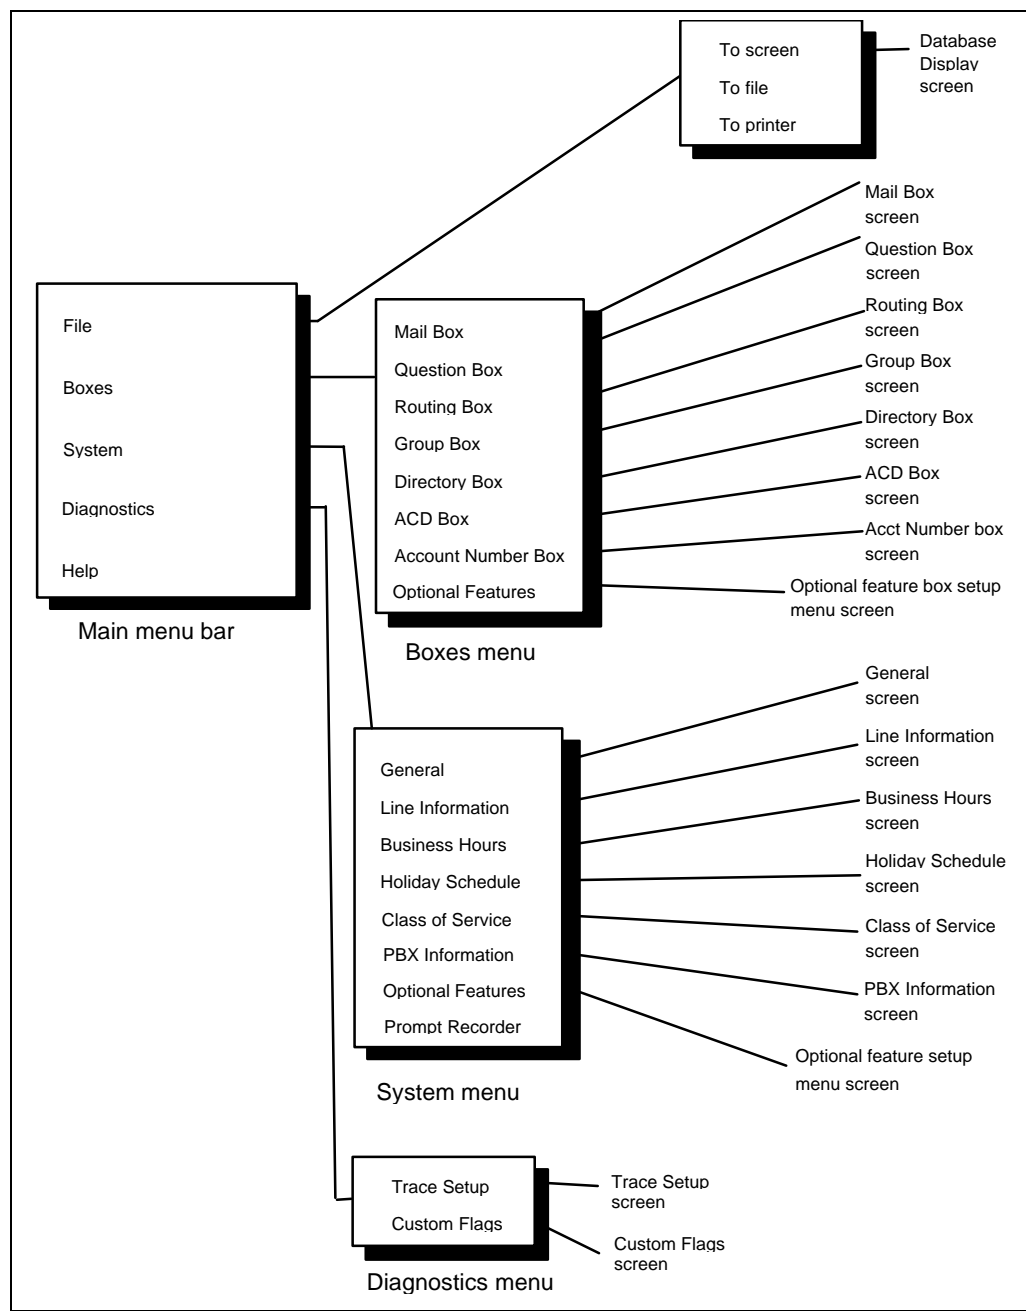 To screen
To file
To printer
Database
Display
screen
File
Boxes
System
Diagnostics
Help
Main menu bar
Mail Box
Question Box
Routing Box
Group Box
Directory Box
ACD Box
Account Number Box
Optional Features
Boxes menu
Mail Box
screen
Question Box
screen
Routing Box
screen
Group Box
screen
Directory Box
screen
ACD Box
screen
Acct Number box
screen
Optional feature box setup
menu screen
General
Line Information
Business Hours
Holiday Schedule
Class of Service
PBX Information
Optional Features
Prompt Recorder
System menu
General
screen
Line Information
screen
Business Hours
screen
Holiday Schedule
screen
Class of Service
screen
PBX Information
screen
Optional feature setup
menu screen
Trace Setup
Custom Flags
Diagnostics menu
Trace Setup
screen
Custom Flags
screen